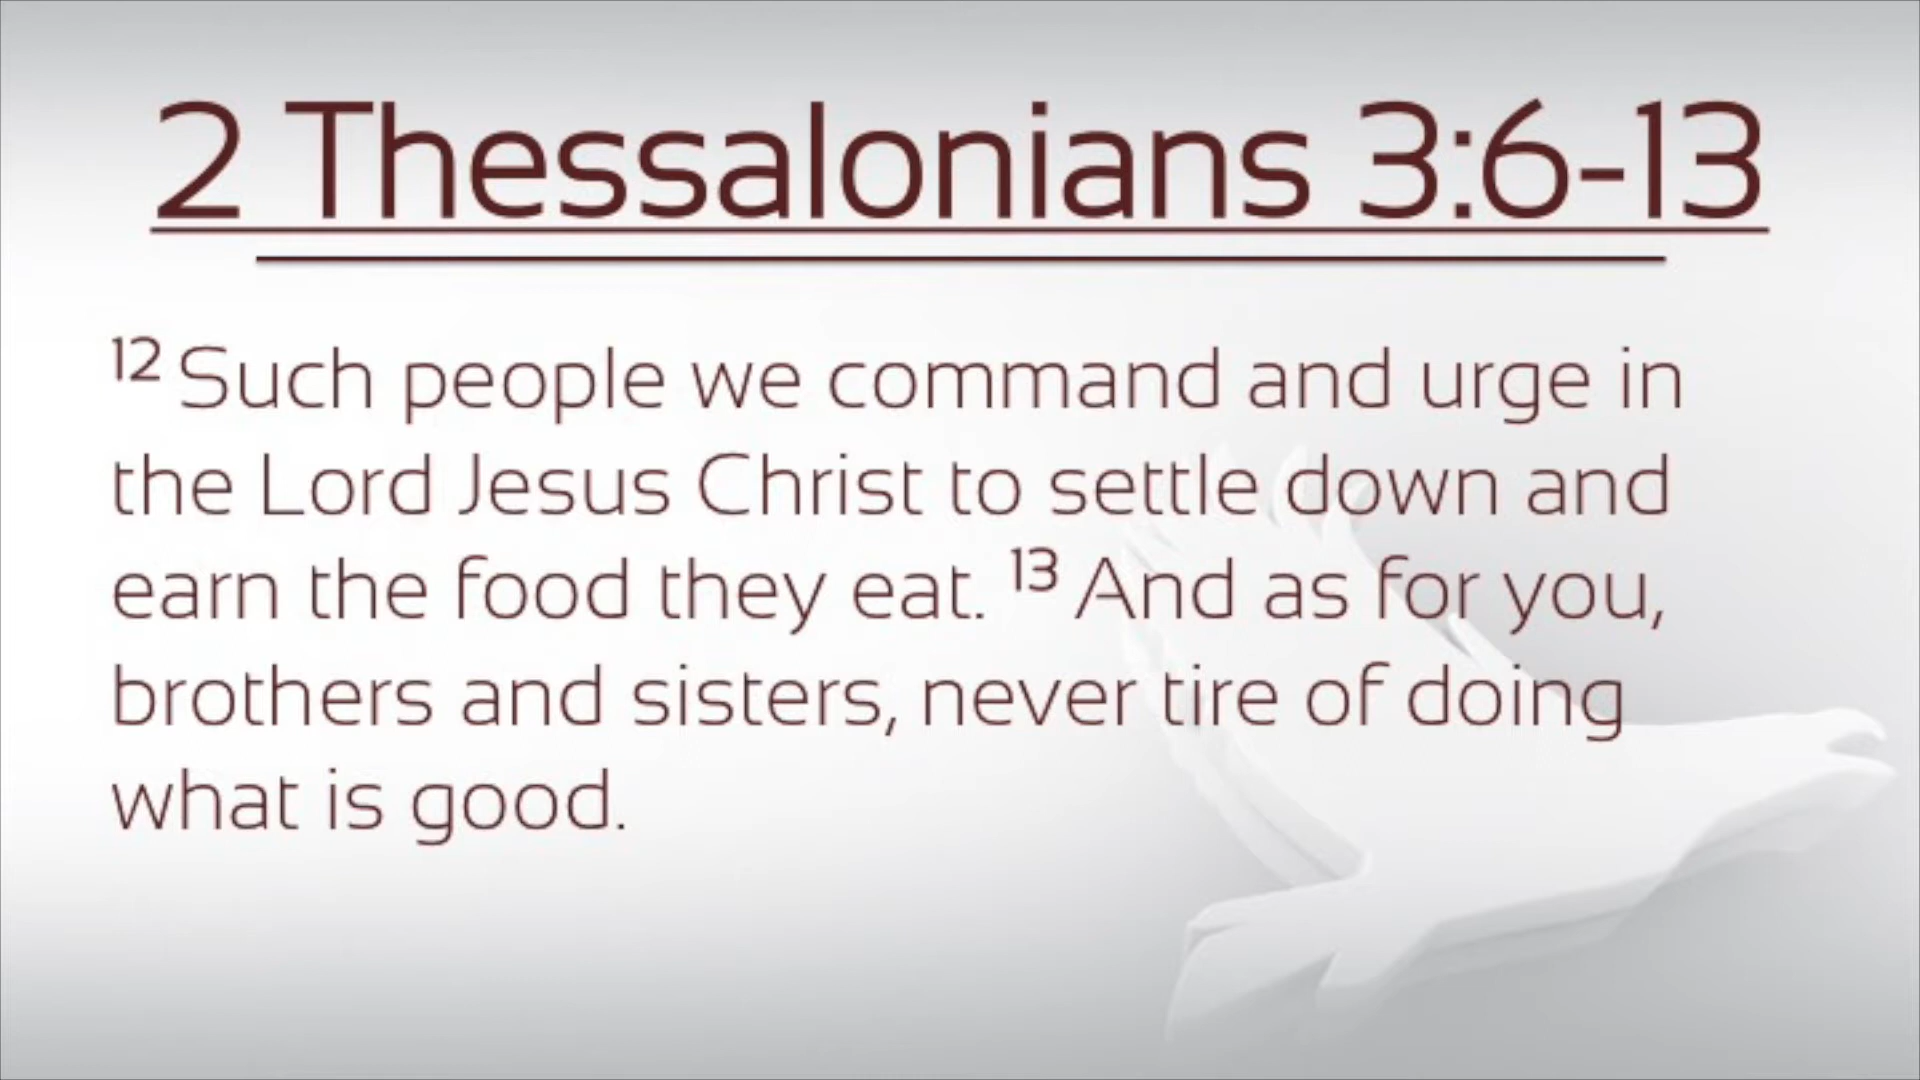 2 Thessalonians 3:6-13
12 Such people we command and urge in
the Lord Jesus Christ to settle down and
earn the food they eat. 13 And as for you,
brothers and sisters, never tire of doing
what is good.